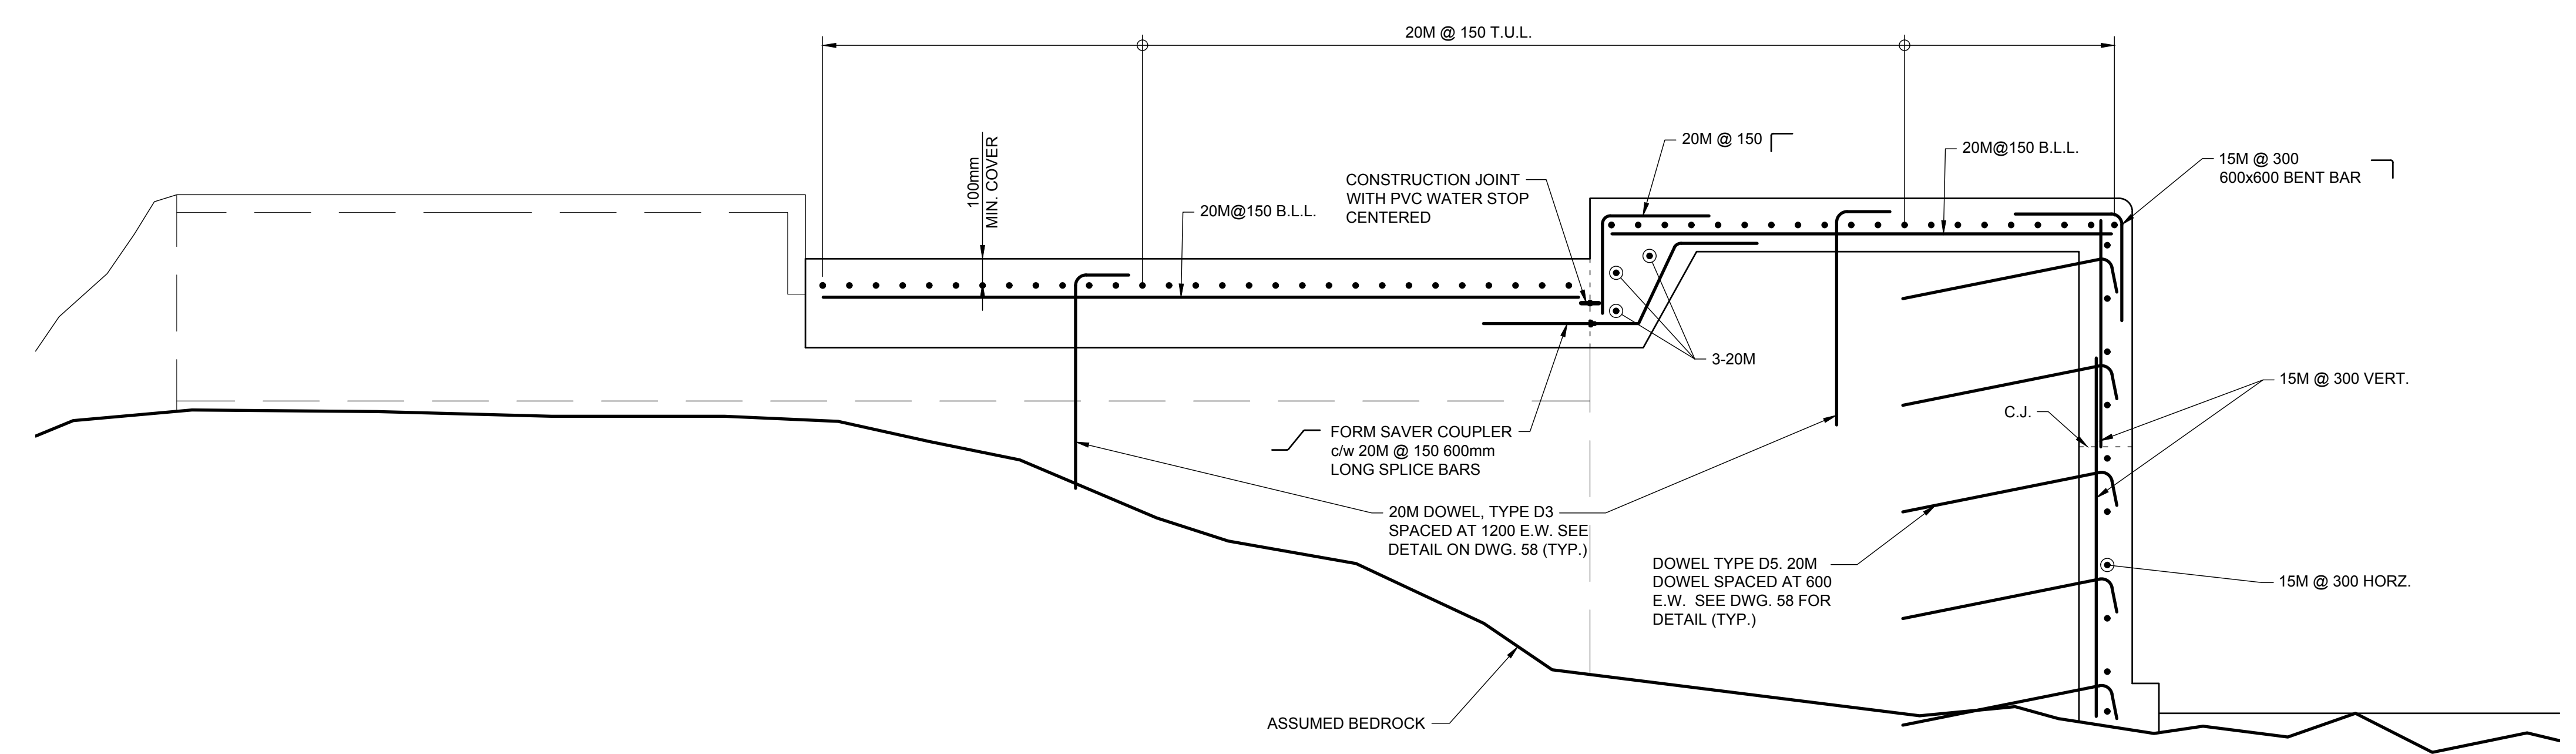 20M @ 150 T.U.L.
100mm
MIN. COVER
20M@150 B.L.L.
CONSTRUCTION JOINT
WITH PVC WATER STOP
CENTERED
20M @ 150
20M@150 B.L.L.
15M @ 300
600x600 BENT BAR
3-20M
15M @ 300 VERT.
C.J.
FORM SAVER COUPLER
c/w 20M @ 150 600mm
LONG SPLICE BARS
20M DOWEL, TYPE D3
SPACED AT 1200 E.W. SEE
DETAIL ON DWG. 58 (TYP.)
DOWEL TYPE D5. 20M
DOWEL SPACED AT 600
E.W. SEE DWG. 58 FOR
DETAIL (TYP.)
15M @ 300 HORZ.
ASSUMED BEDROCK